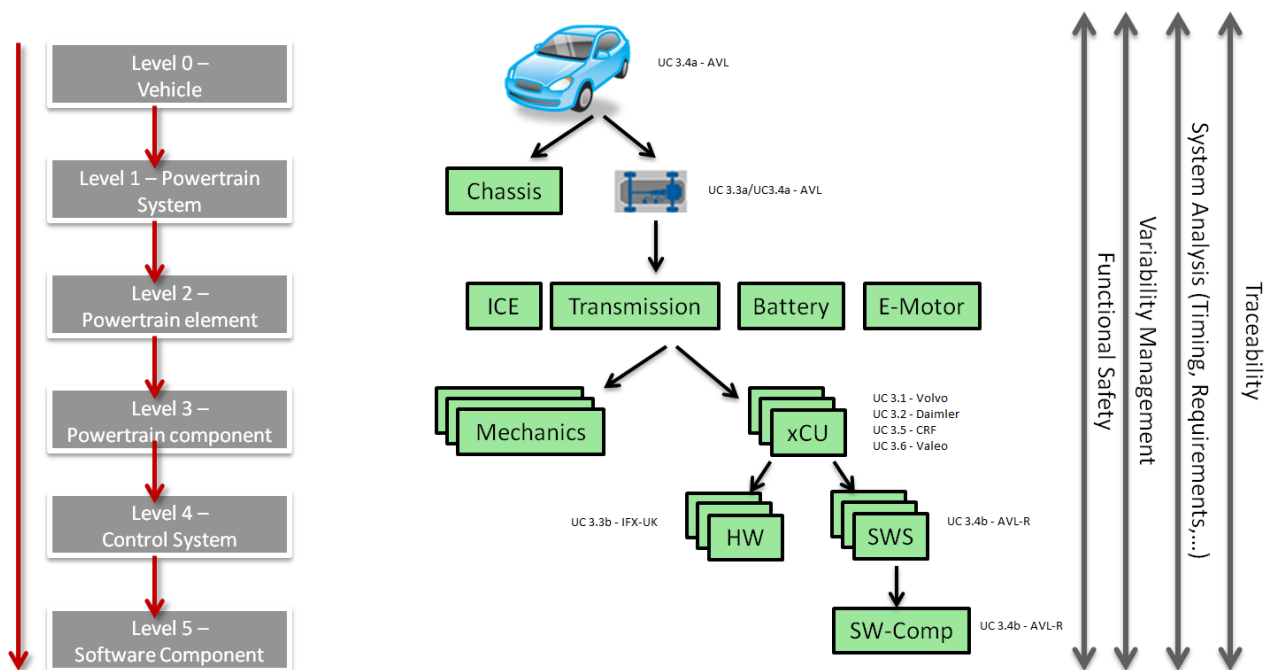 Level 0 –
Vehicle
UC 3.4a - AVL
Level 1 – Powertrain
System
Chassis
UC 3.3a/UC3.4a - AVL
Level 2 –
Powertrain element
ICE
Transmission
Battery
E-Motor
Level 3 –
Powertrain component
Mechanics
xCU
UC 3.1 - Volvo
UC 3.2 - Daimler
UC 3.5 - CRF
UC 3.6 - Valeo
Level 4 –
Control System
UC 3.3b - IFX-UK
HW
SWS
UC 3.4b - AVL-R
Level 5 –
Software Component
SW-Comp
UC 3.4b - AVL-R
Functional Safety
Variability Management
System Analysis (Timing, Requirements,...)
Traceability